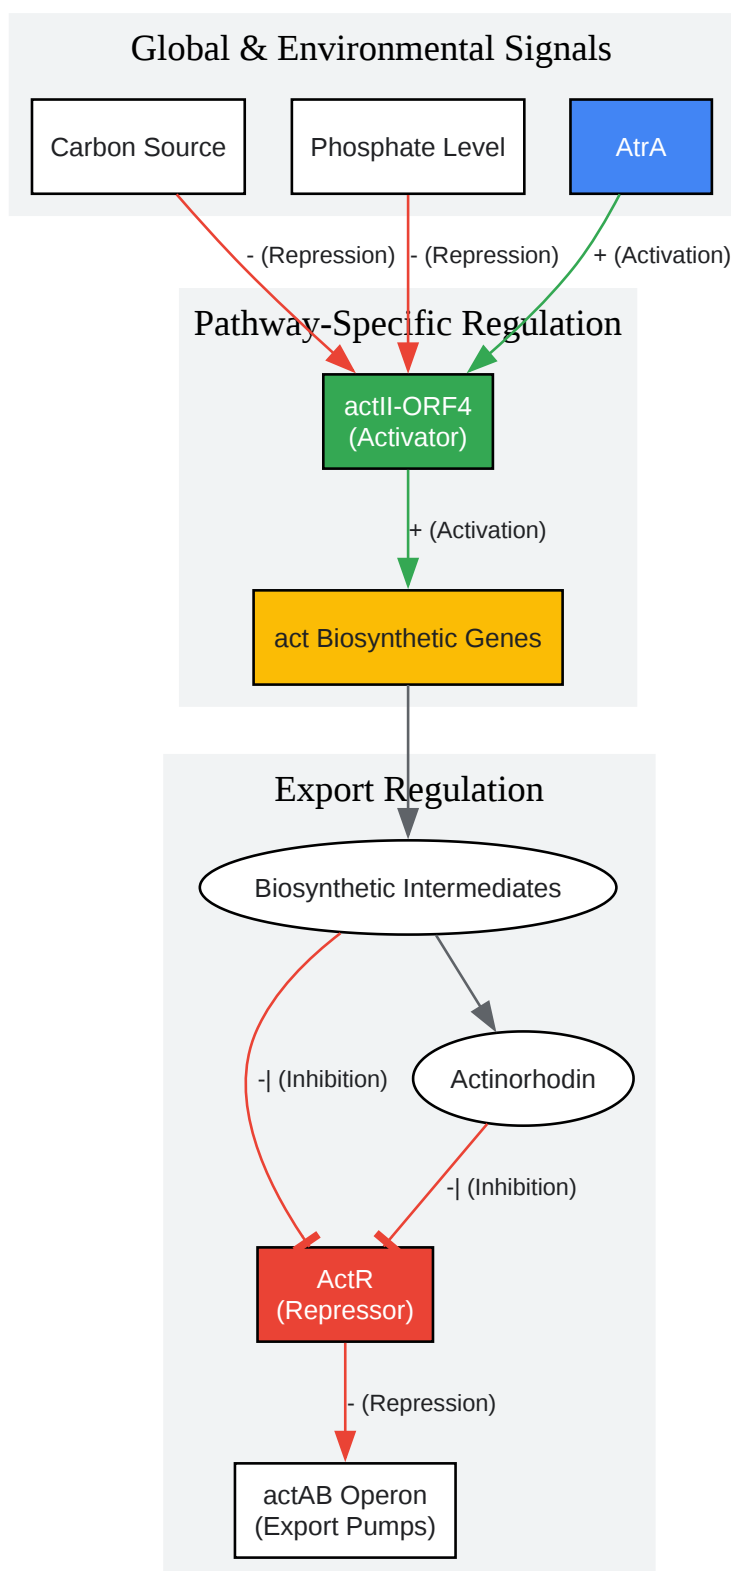 Global & Environmental Signals
Carbon Source
Phosphate Level
AtrA
- (Repression)
- (Repression)
+ (Activation)
Pathway-Specific Regulation
actII-ORF4
(Activator)
+ (Activation)
act Biosynthetic Genes
Export Regulation
Biosynthetic Intermediates
-| (Inhibition)
Actinorhodin
-| (Inhibition)
ActR
(Repressor)
- (Repression)
actAB Operon
(Export Pumps)